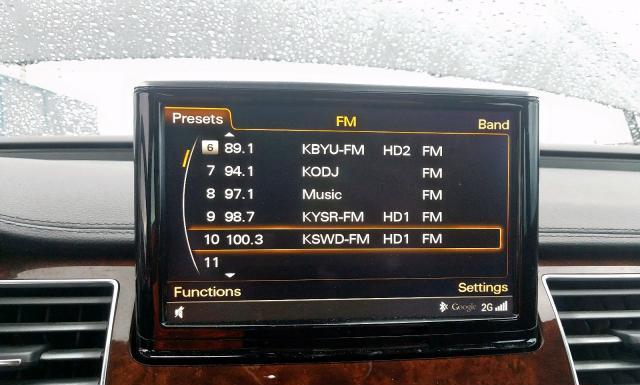 Presets FM Band
6 89.1 KBYU-FM HD2 FM
7 94.1 KODJ FM
8 97.1 Music FM
9 98.7 KYSR-FM HD1 FM
10 100.3 KSWD-FM HD1 FM
11
Functions Settings
Google 2G